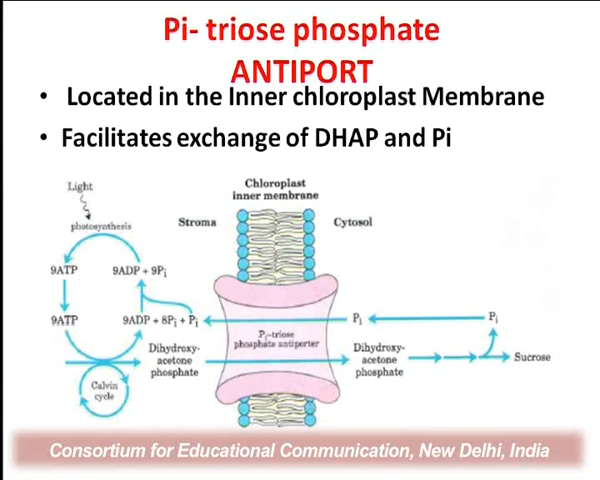 Pi- triose phosphate
ANTIPORT
• Located in the Inner chloroplast Membrane
• Facilitates exchange of DHAP and Pi
Light
photosynthesis
Chloroplast
inner membrane
Stroma
Cytosol
9ATP
9ADP + 9Pi
9ATP
9ADP + 8Pi + Pi
Pi
Pi
Pi-triose
phosphate antiporter
Dihydroxy-
acetone
phosphate
Dihydroxy-
acetone
phosphate
Sucrose
Calvin
cycle
Consortium for Educational Communication, New Delhi, India